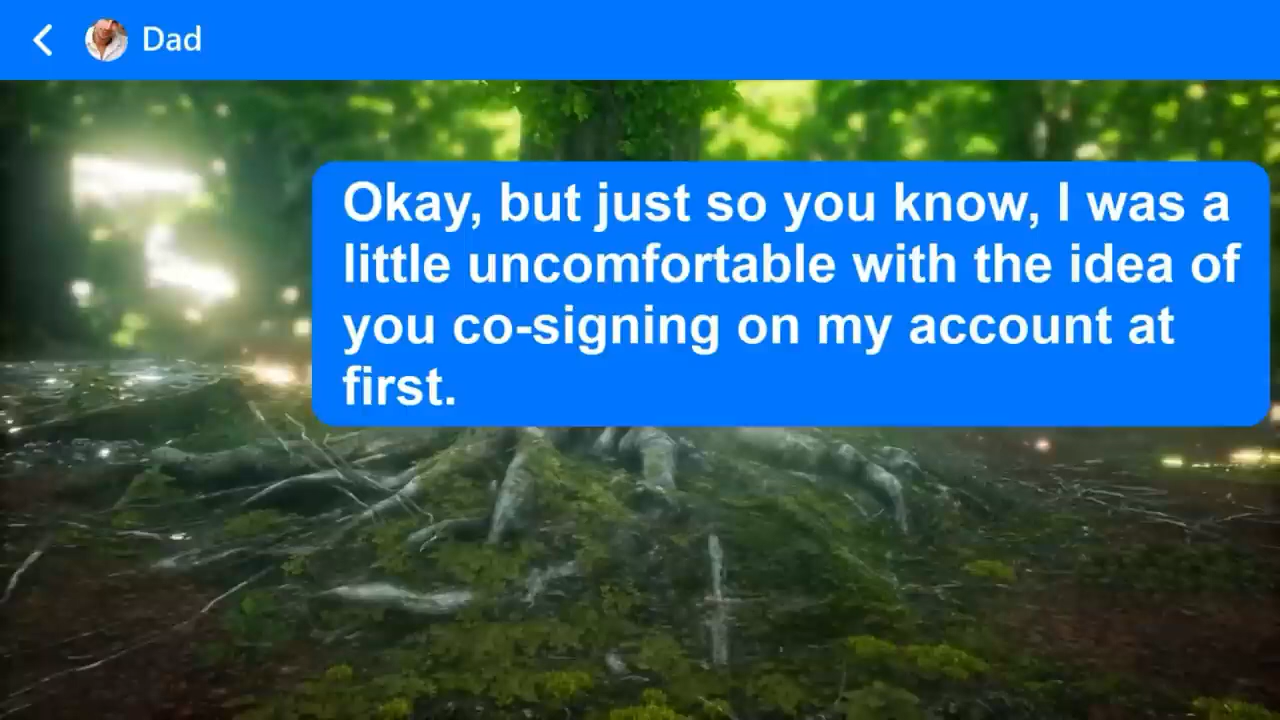 Dad
Okay, but just so you know, I was a
little uncomfortable with the idea of
you co-signing on my account at
first.